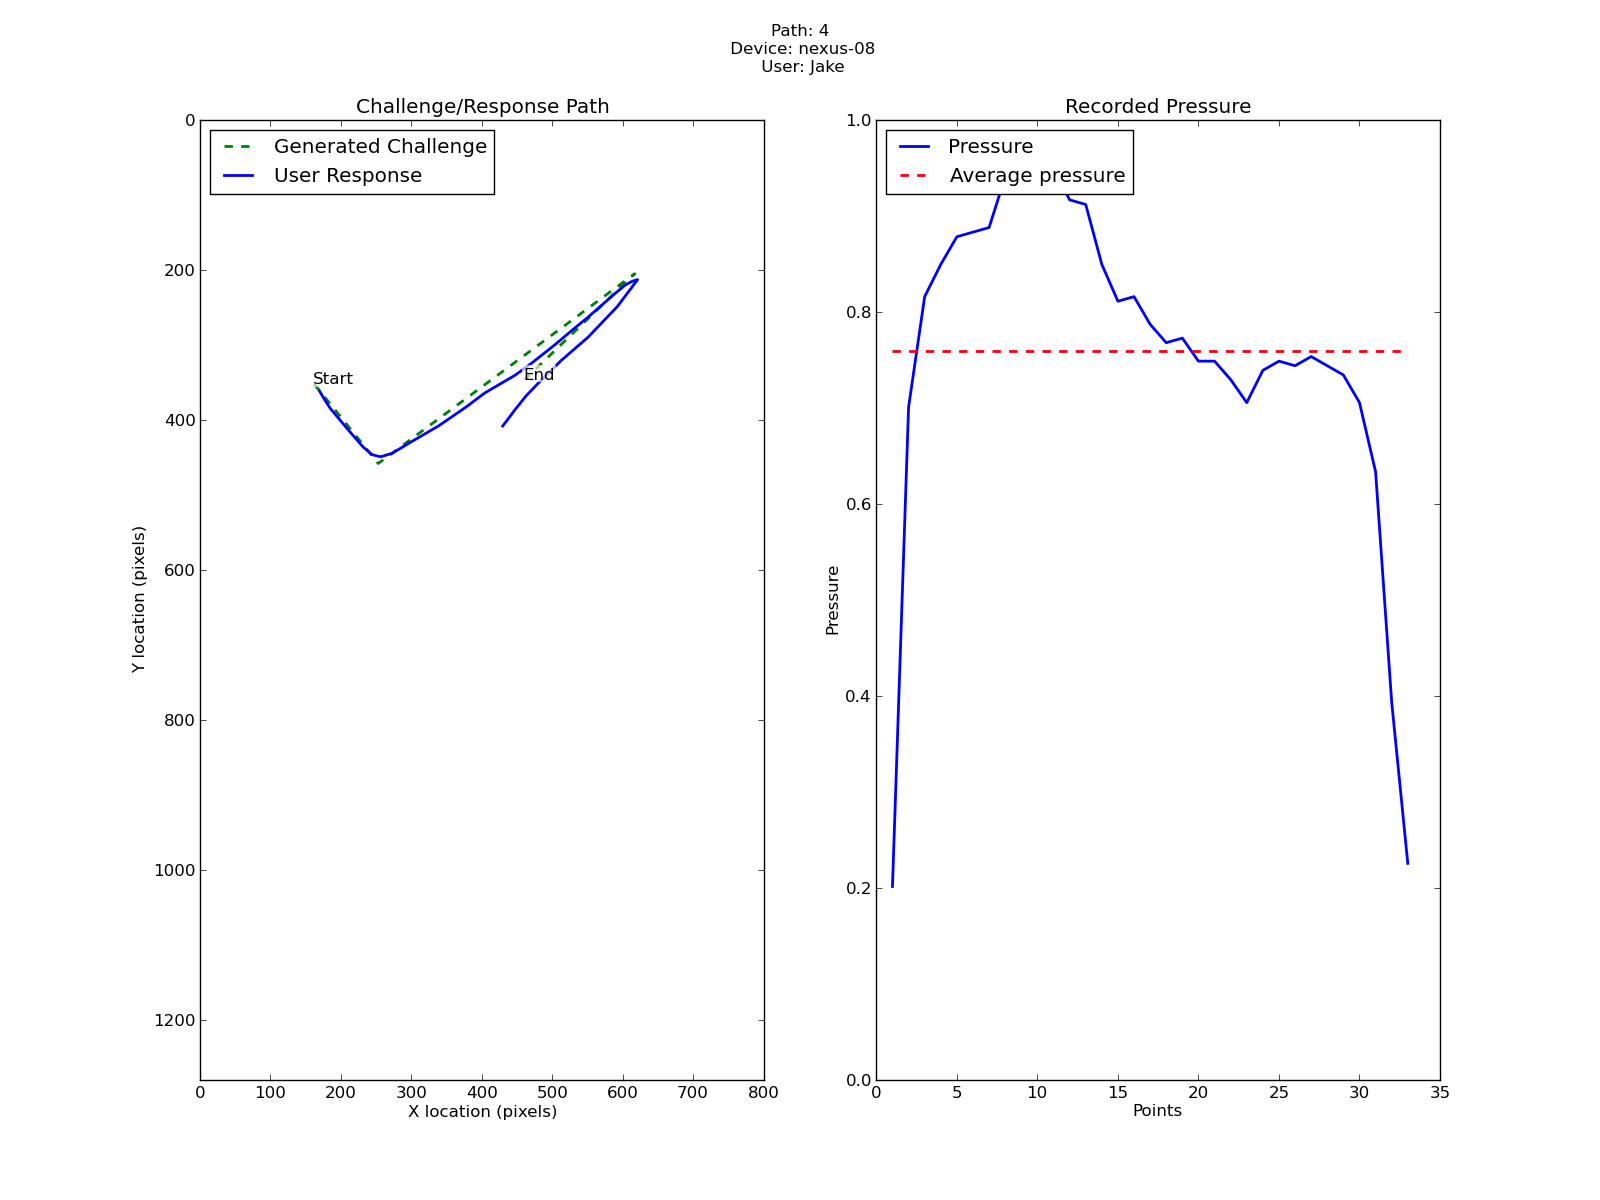 Path: 4
Device: nexus-08
User: Jake
Challenge/Response Path
Generated Challenge
User Response
Start
End
0
200
400
600
800
1000
1200
Y location (pixels)
0 100 200 300 400 500 600 700 800
X location (pixels)
Recorded Pressure
Pressure
Average pressure
1.0
0.8
0.6
0.4
0.2
0.0
Pressure
0 5 10 15 20 25 30 35
Points